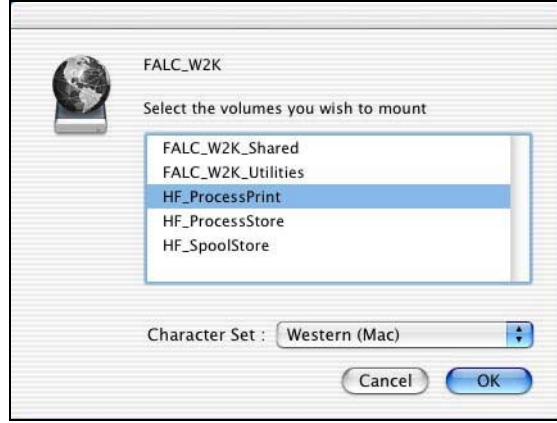 FALC_W2K
Select the volumes you wish to mount
FALC_W2K_Shared
FALC_W2K_Utilities
HF_ProcessPrint
HF_ProcessStore
HF_SpoolStore
Character Set : Western (Mac)
Cancel OK